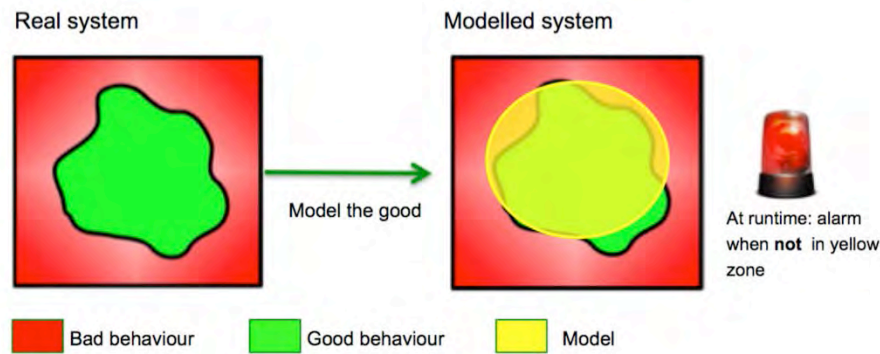 Real system
Modelled system
Model the good
At runtime: alarm
when not in yellow
zone
Bad behaviour
Good behaviour
Model